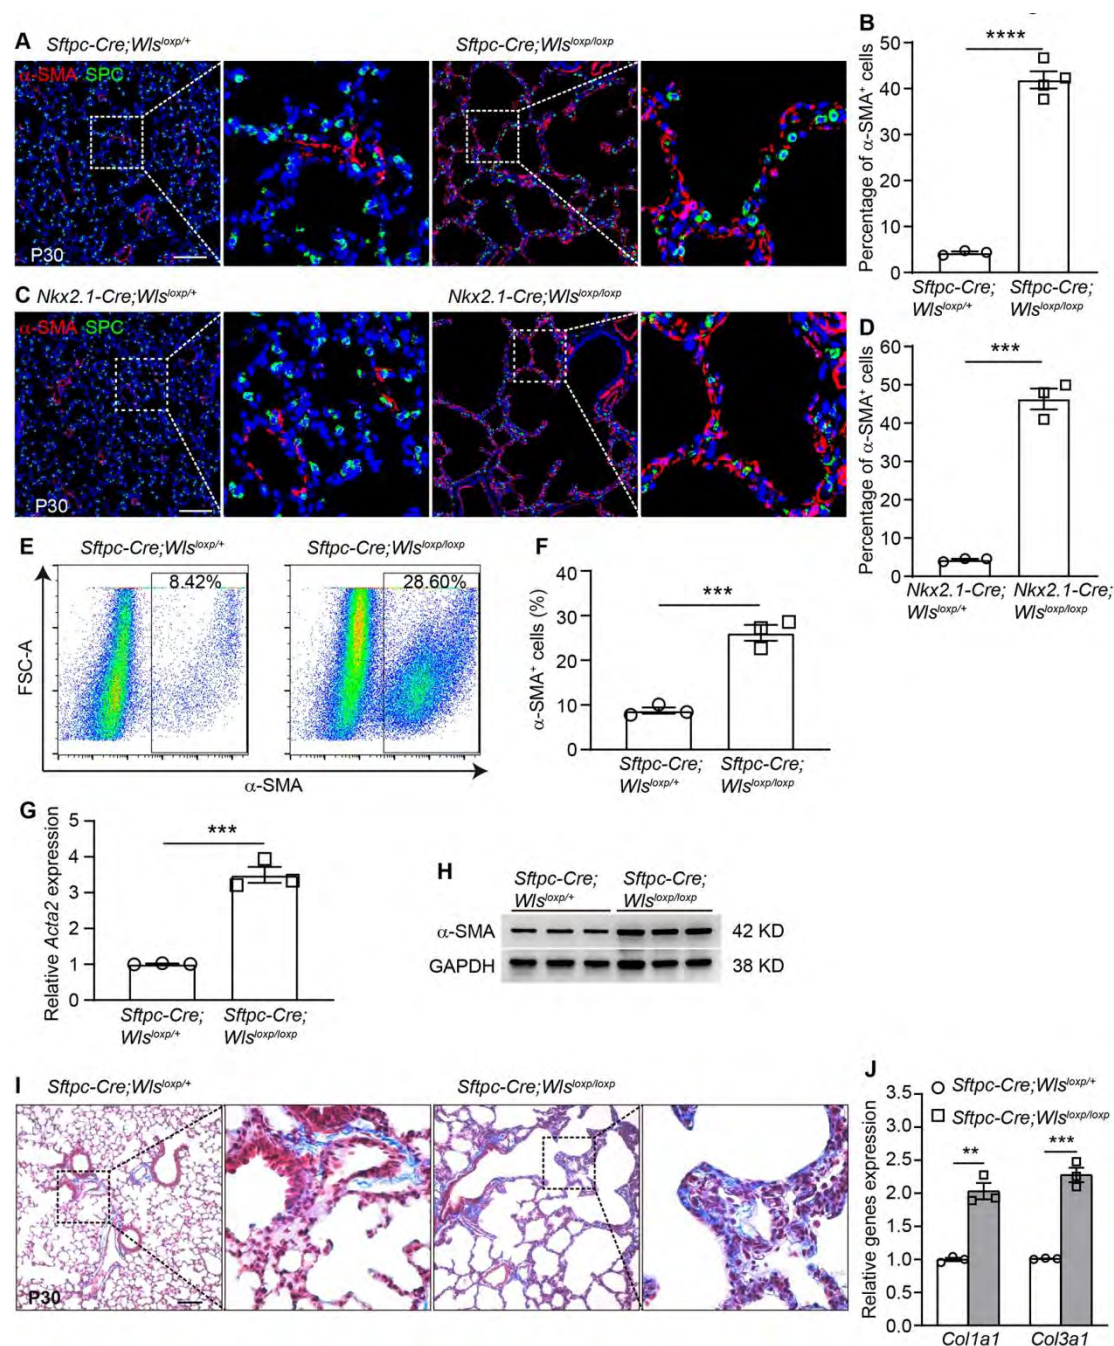 A Sftpc-Cre;Wls^loxp/+ Sftpc-Cre;Wls^loxp/loxp
α-SMA SPC
P30
B
****
Percentage of α-SMA⁺ cells
50
40
30
20
10
0
Sftpc-Cre; Sftpc-Cre;
Wls^loxp/+ Wls^loxp/loxp
C Nkx2.1-Cre;Wls^loxp/+ Nkx2.1-Cre;Wls^loxp/loxp
α-SMA SPC
P30
D
***
Percentage of α-SMA⁺ cells
60
50
40
30
20
10
0
Nkx2.1-Cre; Nkx2.1-Cre;
Wls^loxp/+ Wls^loxp/loxp
E Sftpc-Cre;Wls^loxp/+ Sftpc-Cre;Wls^loxp/loxp
8.42% 28.60%
FSC-A
α-SMA
F
***
α-SMA⁺ cells (%)
40
30
20
10
0
Sftpc-Cre; Sftpc-Cre;
Wls^loxp/+ Wls^loxp/loxp
G
***
Relative Acta2 expression
5
4
3
2
1
0
Sftpc-Cre; Sftpc-Cre;
Wls^loxp/+ Wls^loxp/loxp
H
Sftpc-Cre; Sftpc-Cre;
Wls^loxp/+ Wls^loxp/loxp
α-SMA 42 KD
GAPDH 38 KD
I Sftpc-Cre;Wls^loxp/+ Sftpc-Cre;Wls^loxp/loxp
P30
J
Sftpc-Cre;Wls^loxp/+
Sftpc-Cre;Wls^loxp/loxp
** ***
Relative genes expression
3.5
3.0
2.5
2.0
1.5
1.0
0.5
0.0
Col1a1 Col3a1